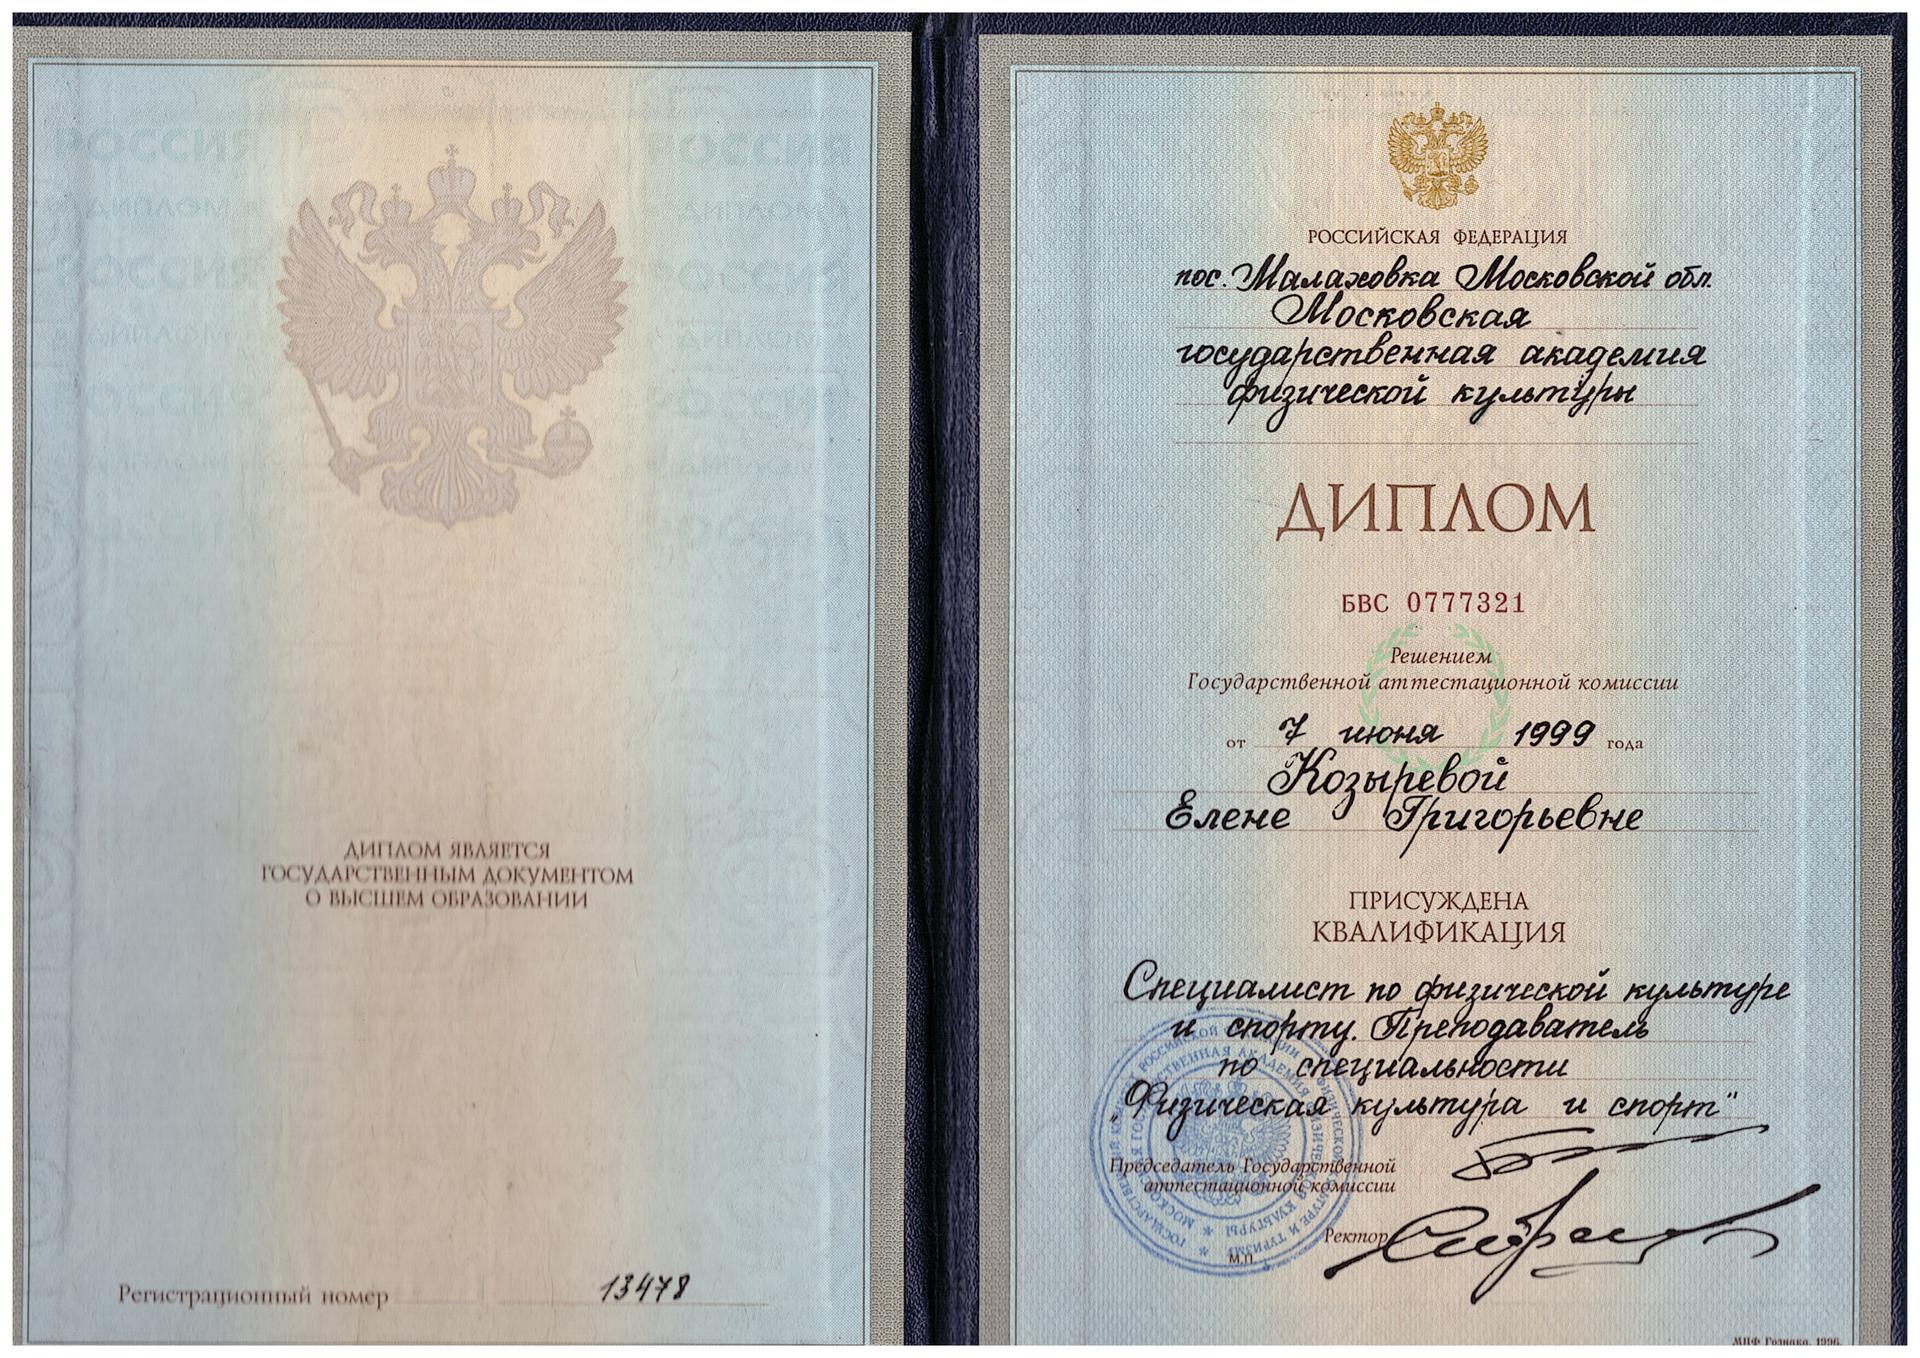 ДИПЛОМ ЯВЛЯЕТСЯ
ГОСУДАРСТВЕННЫМ ДОКУМЕНТОМ
О ВЫСШЕМ ОБРАЗОВАНИИ
Регистрационный номер 13478
РОССИЙСКАЯ ФЕДЕРАЦИЯ
пос. Малаховка Московской обл.
Московская
государственная академия
физической культуры
ДИПЛОМ
БВС 0777321
Решением
Государственной аттестационной комиссии
от 7 июня 1999 года
Козыревой
Елене Григорьевне
ПРИСУЖДЕНА
КВАЛИФИКАЦИЯ
Специалист по физической культуре
и спорту. Преподаватель
по специальности
„Физическая культура и спорт"
Председатель Государственной
аттестационной комиссии
Ректор
М.П.
МПФ Гознака. 1996.